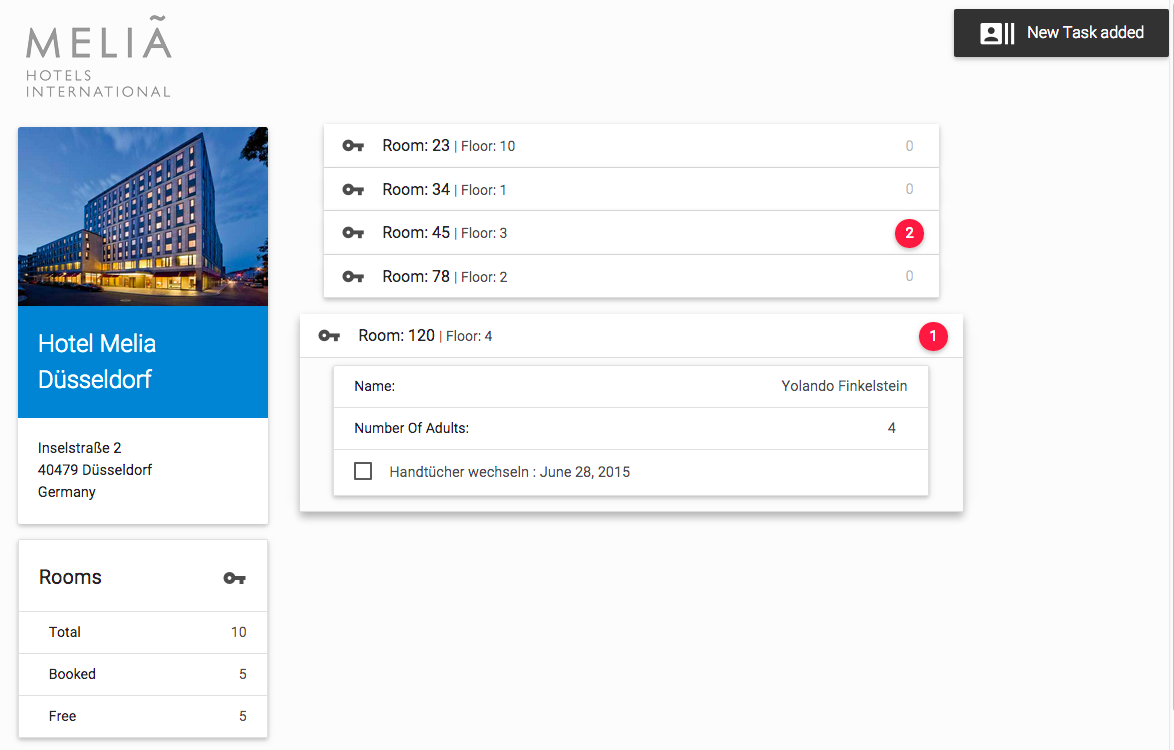 MELIÃ
HOTELS
INTERNATIONAL
New Task added
Hotel Melia
Düsseldorf
Inselstraße 2
40479 Düsseldorf
Germany
Rooms
Total 10
Booked 5
Free 5
Room: 23 | Floor: 10 0
Room: 34 | Floor: 1 0
Room: 45 | Floor: 3 2
Room: 78 | Floor: 2 0
Room: 120 | Floor: 4 1
Name: Yolando Finkelstein
Number Of Adults: 4
Handtücher wechseln : June 28, 2015